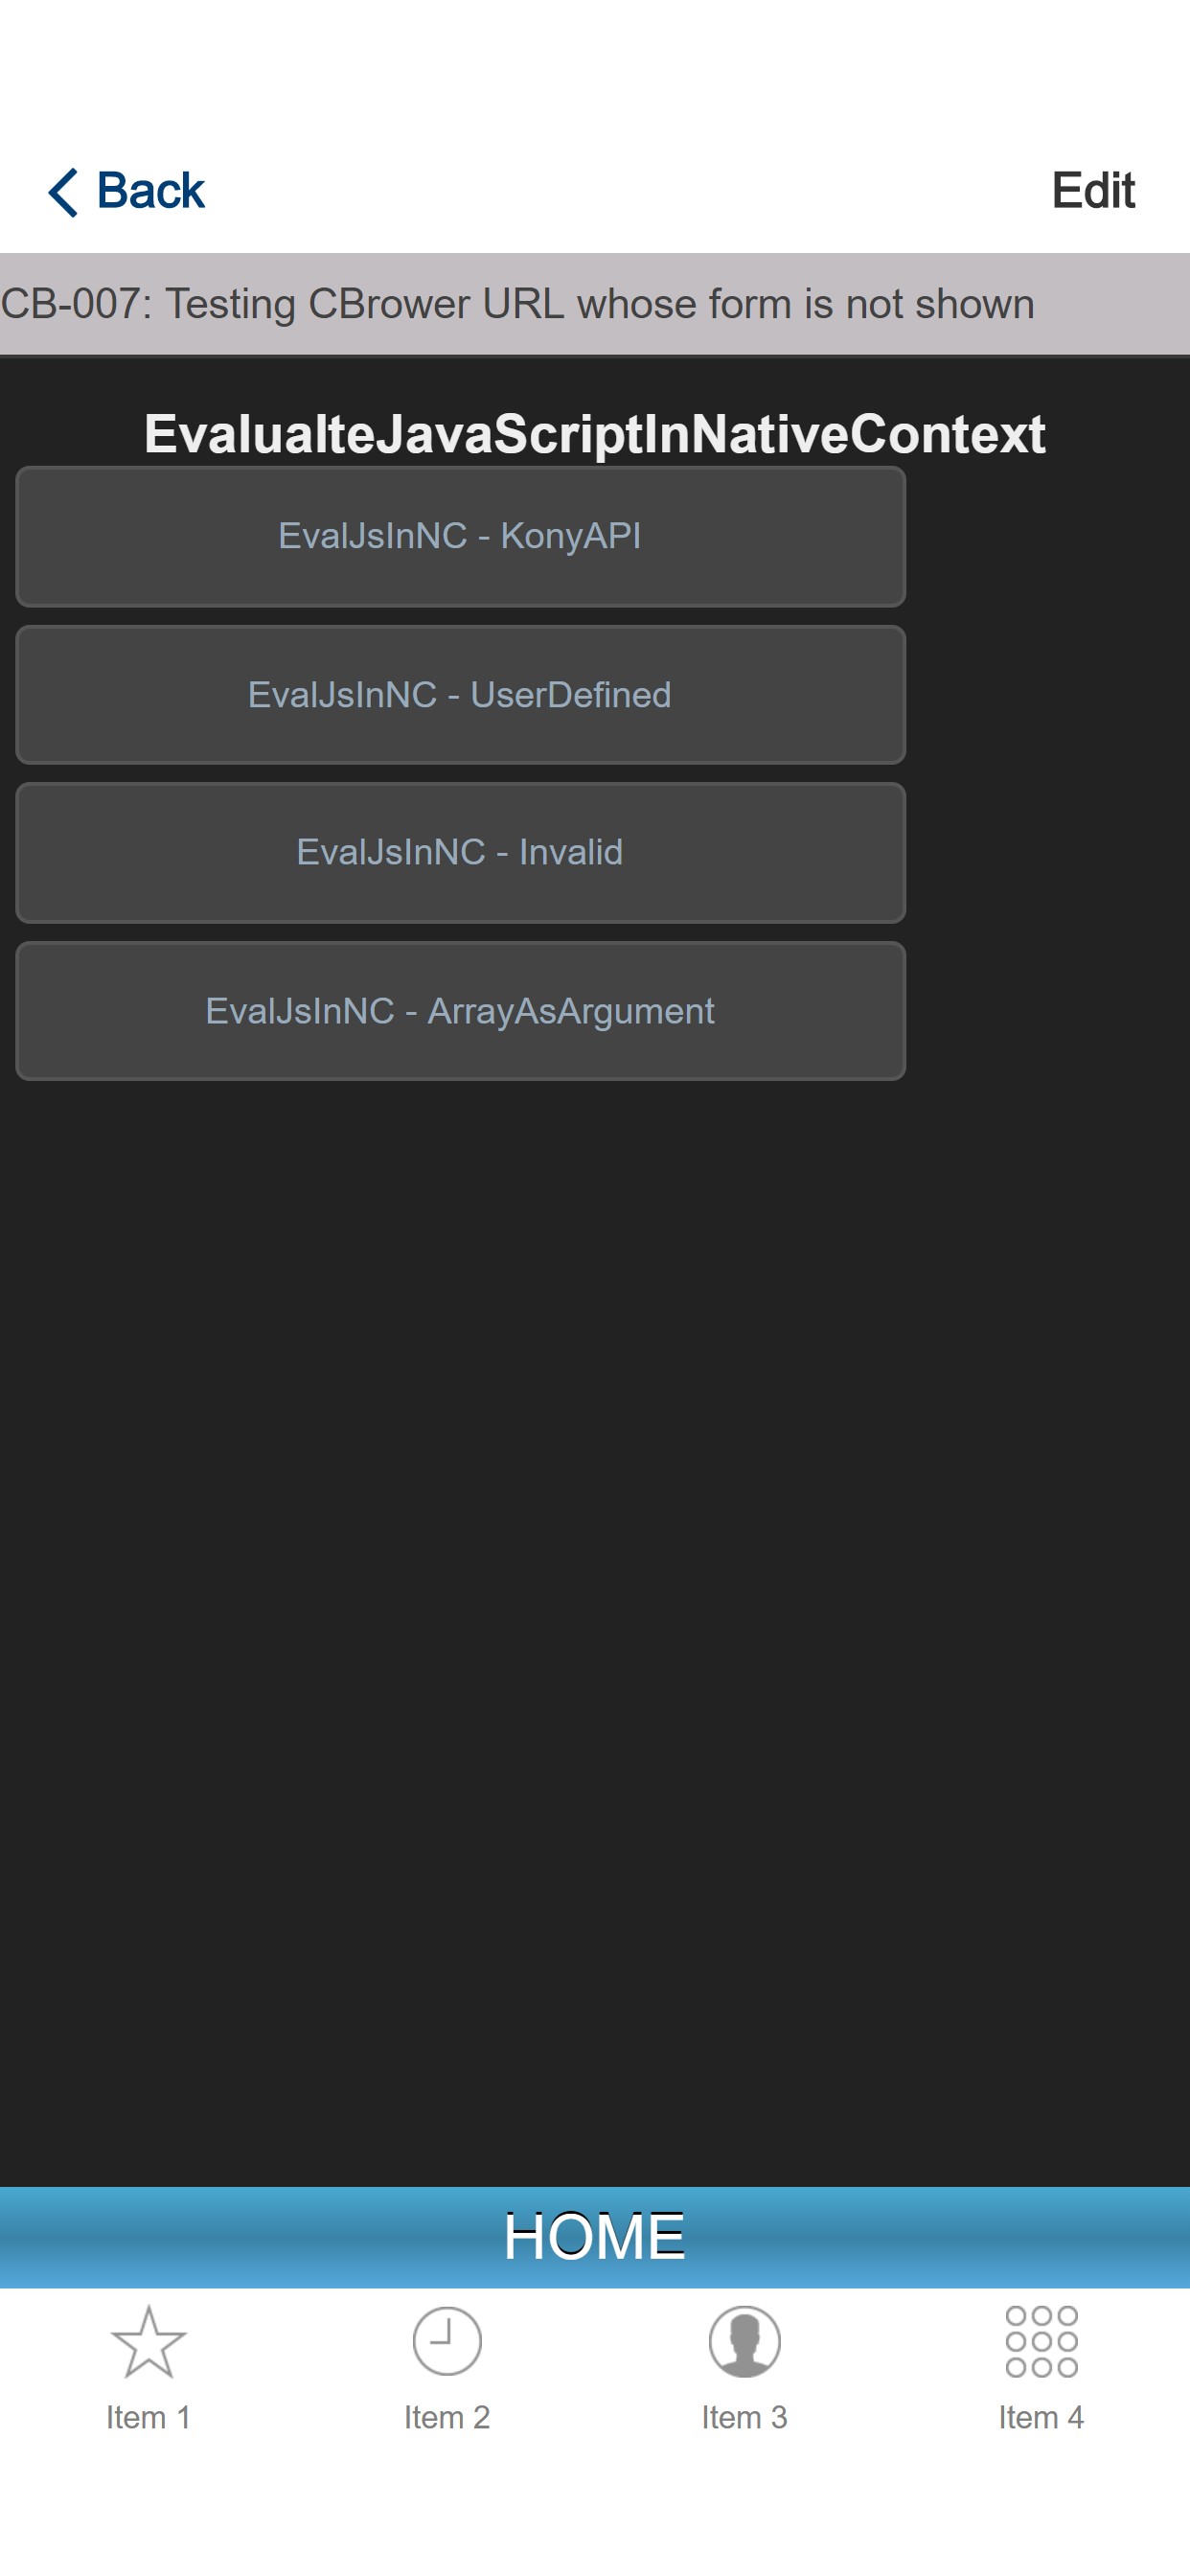 Back
Edit
CB-007: Testing CBrower URL whose form is not shown
EvalualteJavaScriptInNativeContext
EvalJsInNC - KonyAPI
EvalJsInNC - UserDefined
EvalJsInNC - Invalid
EvalJsInNC - ArrayAsArgument
HOME
Item 1
Item 2
Item 3
Item 4